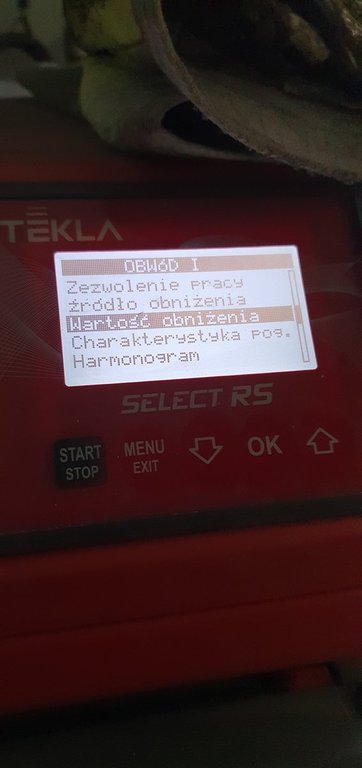 TEKLA
OBWÓD I
Zezwolenie pracy
źródło obniżenia
Wartość obniżenia
Charakterystyka pog.
Harmonogram
SELECT RS
START
STOP
MENU
EXIT
OK